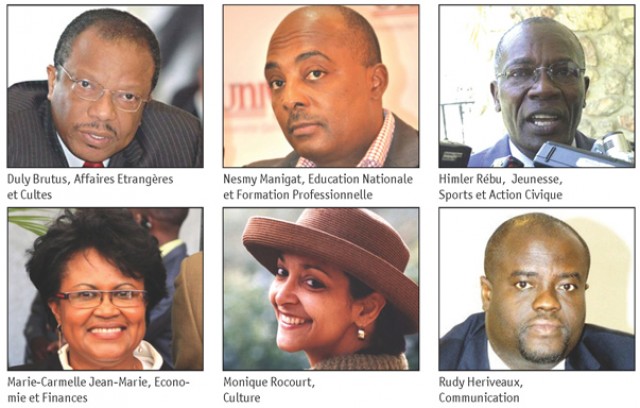 Duly Brutus, Affaires Etrangères
et Cultes
Nesmy Manigat, Education Nationale
et Formation Professionnelle
Himler Rébu, Jeunesse,
Sports et Action Civique
Marie-Carmelle Jean-Marie, Econo-
mie et Finances
Monique Rocourt,
Culture
Rudy Heriveaux,
Communication